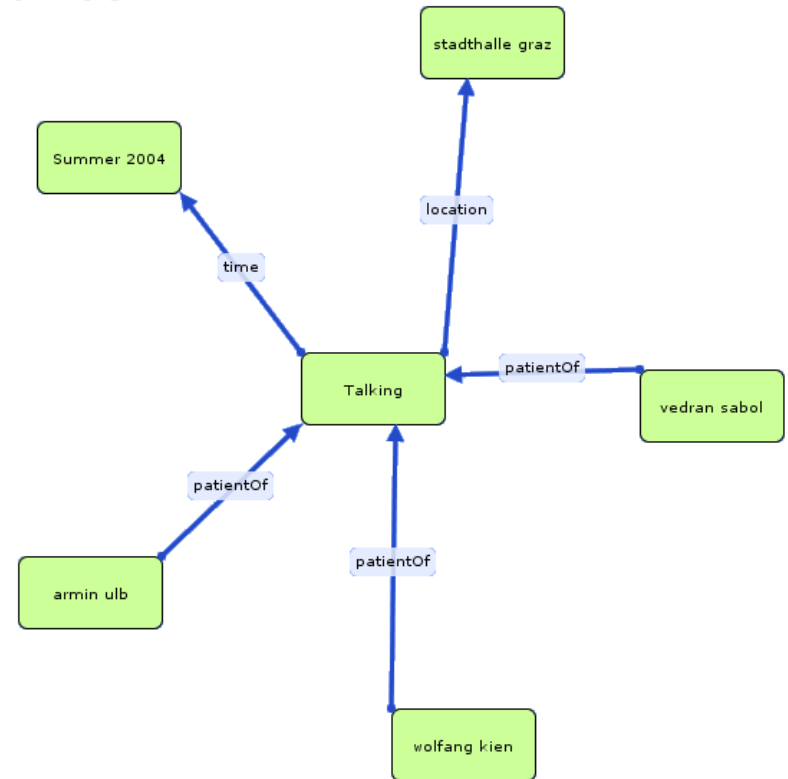 stadthalle graz
Summer 2004
location
time
patientOf
Talking
vedran sabol
patientOf
patientOf
armin ulb
wolfang kien